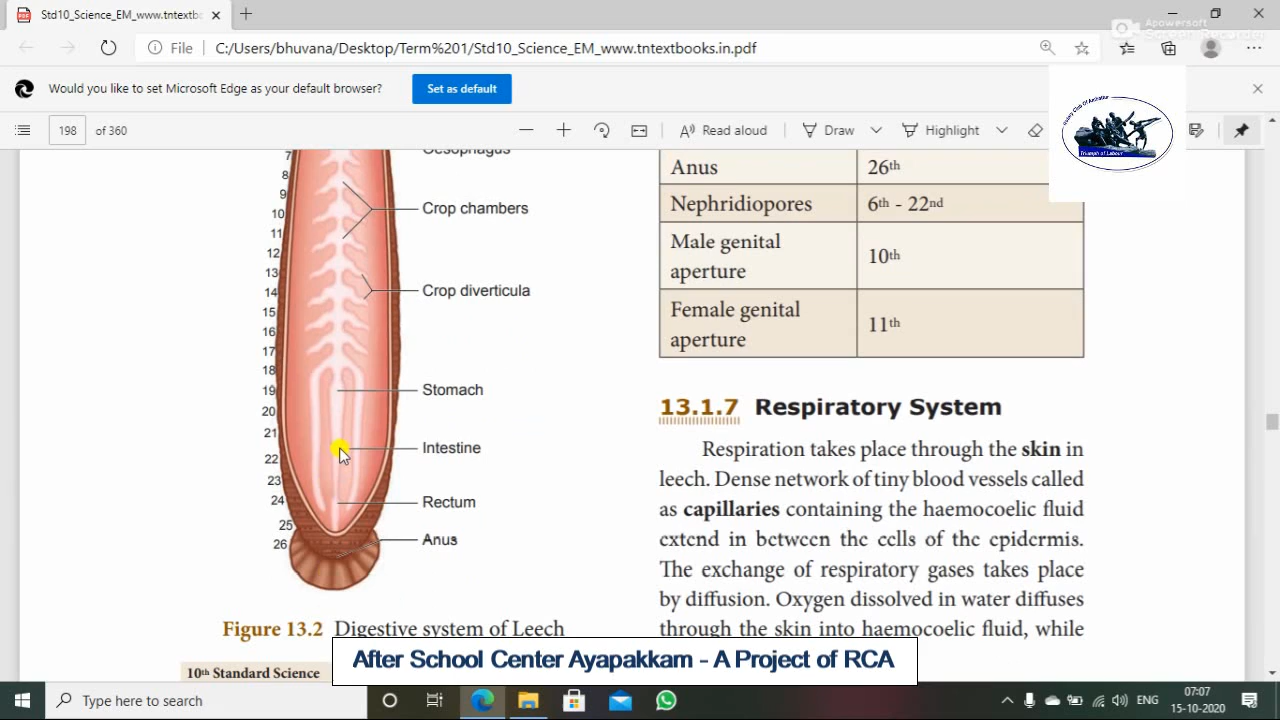 Std10_Science_EM_www.tntextb
Apowersoft
Screen Recorder
File
C:/Users/bhuvana/Desktop/Term%201/Std10_Science_EM_www.tntextbooks.in.pdf
Would you like to set Microsoft Edge as your default browser?
Set as default
198 of 360
Read aloud
Draw
Highlight
Triumph of Labour
7
8
9
10
11
12
13
14
15
16
17
18
19
20
21
22
23
24
25
26
Oesophagus
Crop chambers
Crop diverticula
Stomach
Intestine
Rectum
Anus
Figure 13.2 Digestive system of Leech
10th Standard Science
Anus 26th
Nephridiopores 6th - 22nd
Male genital
aperture
10th
Female genital
aperture
11th
13.1.7 Respiratory System
Respiration takes place through the skin in
leech. Dense network of tiny blood vessels called
as capillaries containing the haemocoelic fluid
extend in between the cells of the epidermis.
The exchange of respiratory gases takes place
by diffusion. Oxygen dissolved in water diffuses
through the skin into haemocoelic fluid, while
After School Center Ayapakkam - A Project of RCA
Type here to search
ENG
07:07
15-10-2020